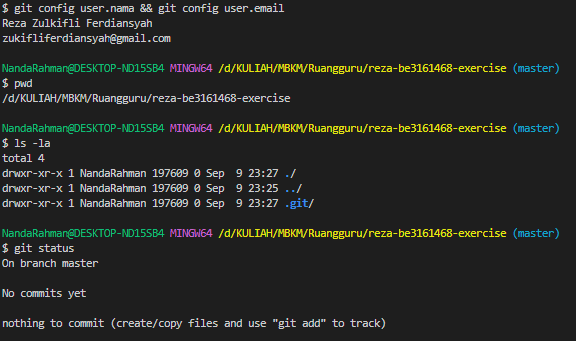 $ git config user.nama && git config user.email
Reza Zulkifli Ferdiansyah
zukifliferdiansyah@gmail.com
NandaRahman@DESKTOP-ND15SB4 MINGW64 /d/KULIAH/MBKM/Ruangguru/reza-be3161468-exercise (master)
$ pwd
/d/KULIAH/MBKM/Ruangguru/reza-be3161468-exercise
NandaRahman@DESKTOP-ND15SB4 MINGW64 /d/KULIAH/MBKM/Ruangguru/reza-be3161468-exercise (master)
$ ls -la
total 4
drwxr-xr-x 1 NandaRahman 197609 0 Sep  9 23:27 ./
drwxr-xr-x 1 NandaRahman 197609 0 Sep  9 23:25 ../
drwxr-xr-x 1 NandaRahman 197609 0 Sep  9 23:27 .git/
NandaRahman@DESKTOP-ND15SB4 MINGW64 /d/KULIAH/MBKM/Ruangguru/reza-be3161468-exercise (master)
$ git status
On branch master
No commits yet
nothing to commit (create/copy files and use "git add" to track)